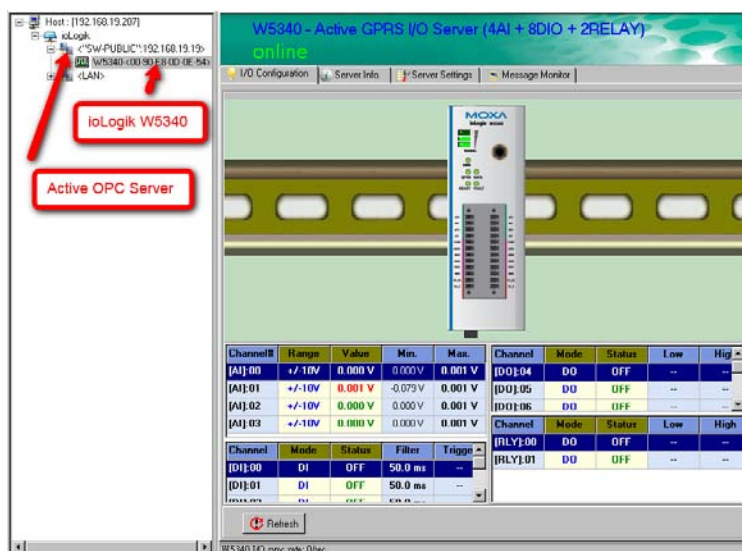 Host : [192.168.19.207]
ioLogik
<"SW-PUBLIC":192.168.19.19>
W5340-<00-90-E8-0D-0E-54>
<LAN>
ioLogik W5340
Active OPC Server
W5340 - Active GPRS I/O Server (4AI + 8DIO + 2RELAY)
online
I/O Configuration Server Info. Server Settings Message Monitor
MOXA
Channel# Range Value Min. Max.
[AI]:00 +/-10V 0.000 V 0.000 V 0.001 V
[AI]:01 +/-10V 0.001 V -0.079 V 0.001 V
[AI]:02 +/-10V 0.000 V 0.000 V 0.001 V
[AI]:03 +/-10V 0.000 V 0.000 V 0.001 V
Channel Mode Status Low Hig
[DO]:04 DO OFF -- --
[DO]:05 DO OFF -- --
[DO]:06 DO OFF -- --
Channel Mode Status Filter Trigge
[DI]:00 DI OFF 50.0 ms --
[DI]:01 DI OFF 50.0 ms --
Channel Mode Status Low High
[RLY]:00 DO OFF -- --
[RLY]:01 DO OFF -- --
Refresh